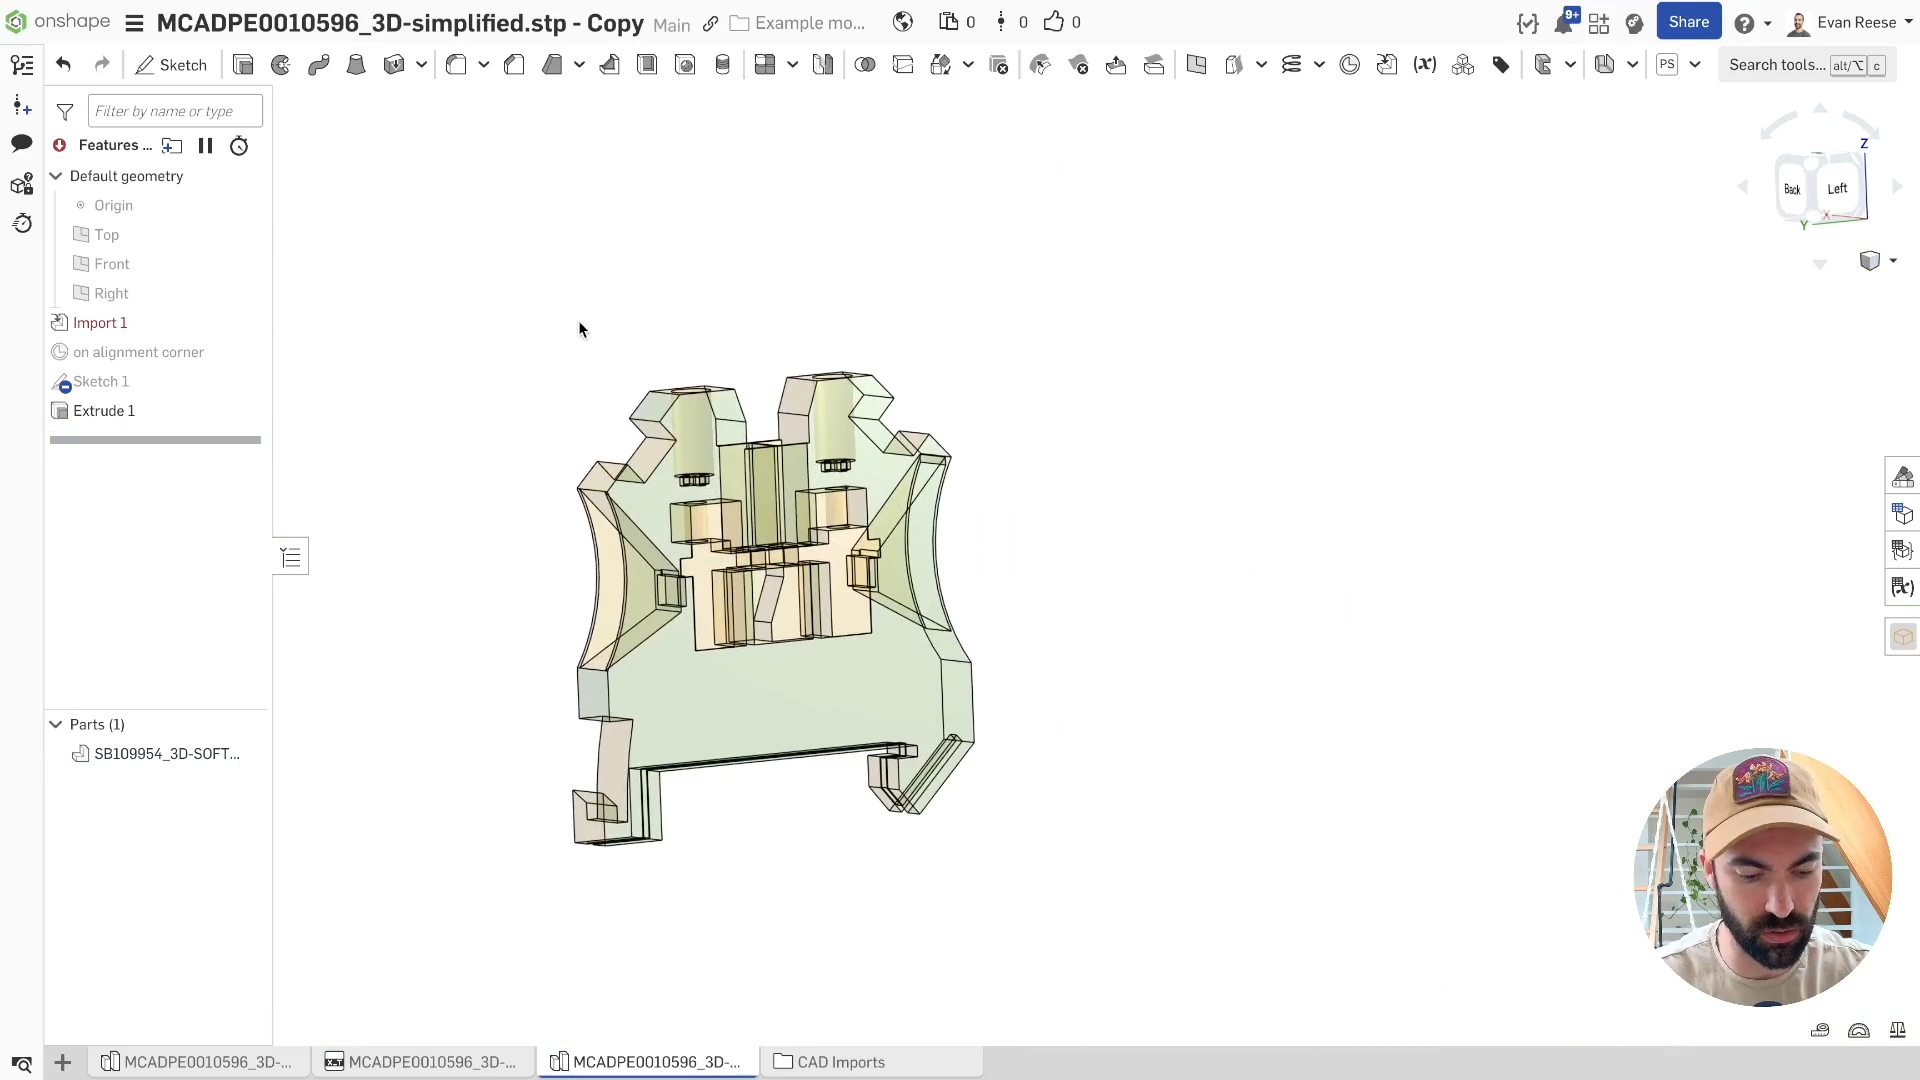 onshape
MCADPE0010596_3D-simplified.stp - Copy
Main
Example mo...
0
0
0
9+
Share
Evan Reese
Sketch
PS
Search tools...
alt/⌥
c
Filter by name or type
Features ...
Default geometry
Origin
Top
Front
Right
Import 1
on alignment corner
Sketch 1
Extrude 1
Parts (1)
SB109954_3D-SOFT...
Z
Back
Left
X
Y
MCADPE0010596_3D-...
MCADPE0010596_3D-...
MCADPE0010596_3D-...
CAD Imports